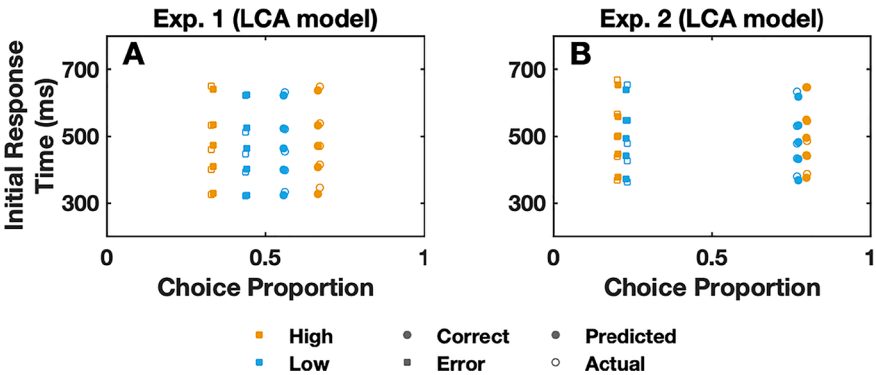 Exp. 1 (LCA model)
A
Initial Response
Time (ms)
700
500
300
0
0.5
1
Choice Proportion
Exp. 2 (LCA model)
B
700
500
300
0
0.5
1
Choice Proportion
High
Correct
Predicted
Low
Error
Actual